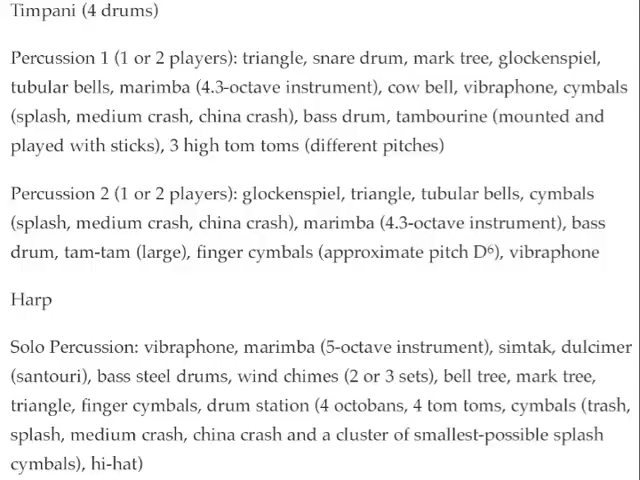 Timpani (4 drums)
Percussion 1 (1 or 2 players): triangle, snare drum, mark tree, glockenspiel,
tubular bells, marimba (4.3-octave instrument), cow bell, vibraphone, cymbals
(splash, medium crash, china crash), bass drum, tambourine (mounted and
played with sticks), 3 high tom toms (different pitches)
Percussion 2 (1 or 2 players): glockenspiel, triangle, tubular bells, cymbals
(splash, medium crash, china crash), marimba (4.3-octave instrument), bass
drum, tam-tam (large), finger cymbals (approximate pitch D⁶), vibraphone
Harp
Solo Percussion: vibraphone, marimba (5-octave instrument), simtak, dulcimer
(santouri), bass steel drums, wind chimes (2 or 3 sets), bell tree, mark tree,
triangle, finger cymbals, drum station (4 octobans, 4 tom toms, cymbals (trash,
splash, medium crash, china crash and a cluster of smallest-possible splash
cymbals), hi-hat)